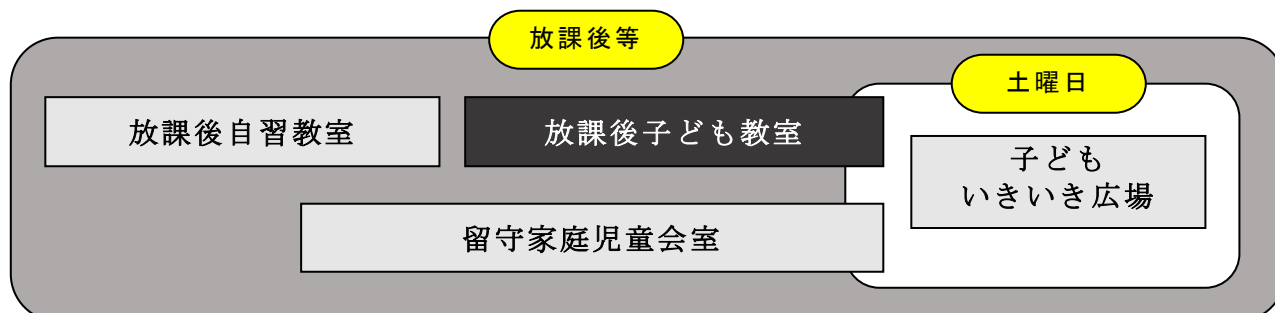 放課後等
土曜日
放課後自習教室
放課後子ども教室
子ども
いきいき広場
留守家庭児童会室